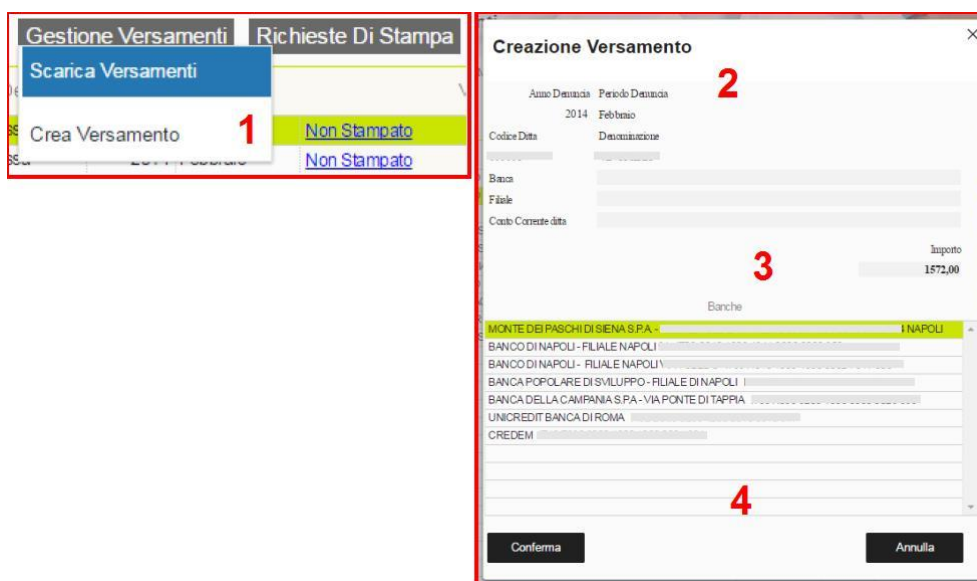 Gestione Versamenti Richieste Di Stampa
Scarica Versamenti
Crea Versamento 1 Non Stampato
Febbraio Non Stampato
Creazione Versamento
2
Anno Denuncia Periodo Denuncia
2014 Febbraio
Codice Ditta Denominazione
Banca
Filiale
Conto Corrente ditta
Importo
3
1572,00
Banche
MONTE DEI PASCHI DI SIENA S.P.A - NAPOLI
BANCO DI NAPOLI - FILIALE NAPOLI
BANCO DI NAPOLI - FILIALE NAPOLI
BANCA POPOLARE DI SVILUPPO - FILIALE DI NAPOLI
BANCA DELLA CAMPANIA S.P.A - VIA PONTE DI TAPPIA
UNICREDIT BANCA DI ROMA
CREDEM
4
Conferma Annulla